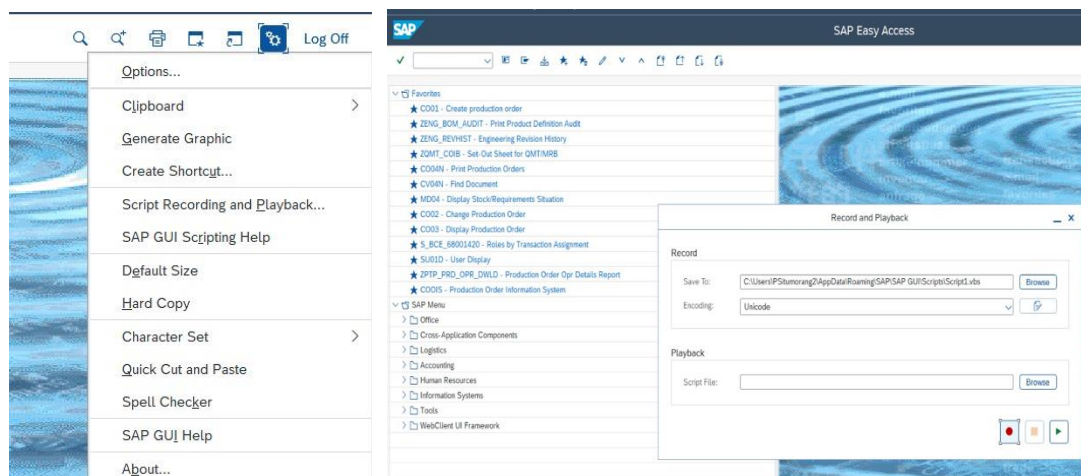 Log Off
Options...
Clipboard
Generate Graphic
Create Shortcut...
Script Recording and Playback...
SAP GUI Scripting Help
Default Size
Hard Copy
Character Set
Quick Cut and Paste
Spell Checker
SAP GUI Help
About...
SAP
SAP Easy Access
Favorites
CO01 - Create production order
ZENG_BOM_AUDIT - Print Product Definition Audit
ZENG_REVHIST - Engineering Revision History
ZQMT_COIB - Set-Out Sheet for QMT/MRB
CO04N - Print Production Orders
CV04N - Find Document
MD04 - Display Stock/Requirements Situation
CO02 - Change Production Order
CO03 - Display Production Order
S_BCE_68001420 - Roles by Transaction Assignment
SU01D - User Display
ZPTP_PRD_OPR_DWLD - Production Order Opr Details Report
COOIS - Production Order Information System
SAP Menu
Office
Cross-Application Components
Logistics
Accounting
Human Resources
Information Systems
Tools
WebClient UI Framework
Record and Playback
Record
Save To: C:\Users\PSitumorang2\AppData\Roaming\SAP\SAP GUI\Scripts\Script1.vbs Browse
Encoding: Unicode
Playback
Script File: Browse